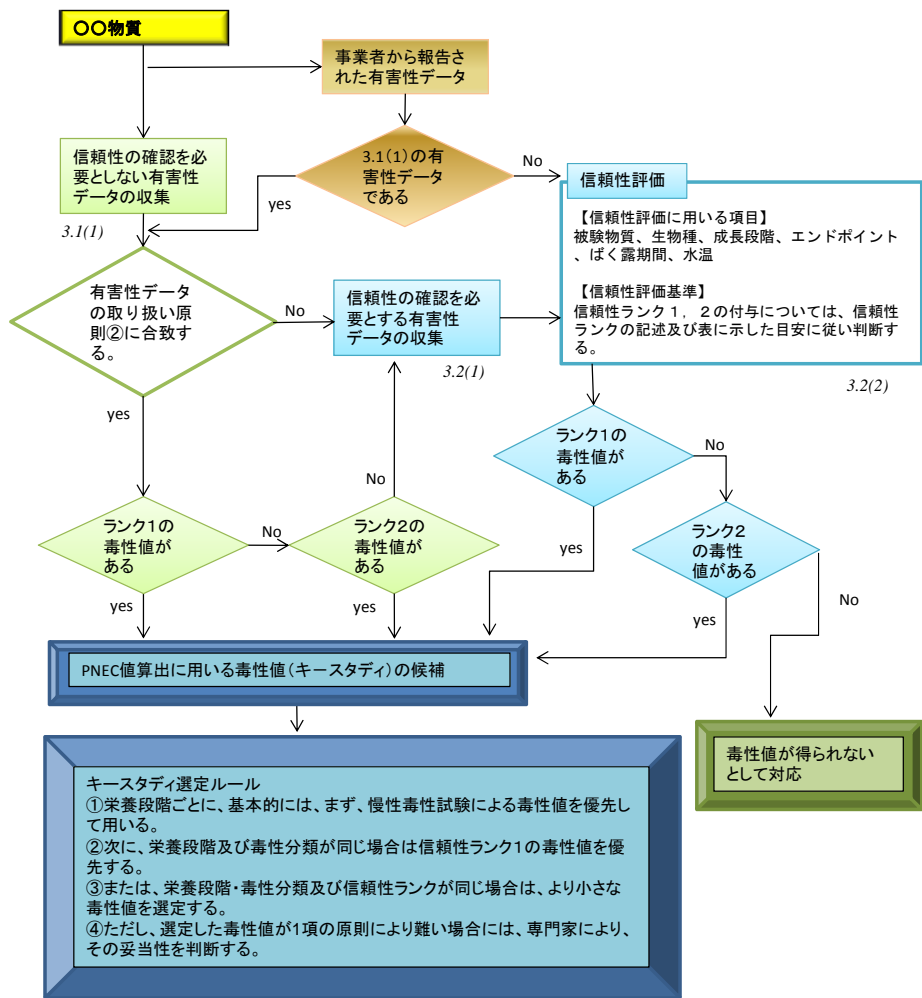 〇〇物質
事業者から報告さ
れた有害性データ
信頼性の確認を必
要としない有害性
データの収集
3.1(1)
3.1(1)の有
害性データ
である
No
yes
信頼性評価
【信頼性評価に用いる項目】
被験物質、生物種、成長段階、エンドポイント
、ばく露期間、水温
【信頼性評価基準】
信頼性ランク1，2の付与については、信頼性
ランクの記述及び表に示した目安に従い判断す
る。
3.2(2)
有害性データ
の取り扱い原
則②に合致す
る。
No
yes
信頼性の確認を必
要とする有害性
データの収集
3.2(1)
ランク1の
毒性値が
ある
No
yes
ランク2の
毒性値が
ある
No
yes
ランク1の
毒性値が
ある
No
yes
ランク2
の毒性
値がある
No
yes
PNEC値算出に用いる毒性値(キースタディ)の候補
毒性値が得られない
として対応
キースタディ選定ルール
①栄養段階ごとに、基本的には、まず、慢性毒性試験による毒性値を優先し
て用いる。
②次に、栄養段階及び毒性分類が同じ場合は信頼性ランク1の毒性値を優
先する。
③または、栄養段階・毒性分類及び信頼性ランクが同じ場合は、より小さな
毒性値を選定する。
④ただし、選定した毒性値が1項の原則により難い場合には、専門家により、
その妥当性を判断する。